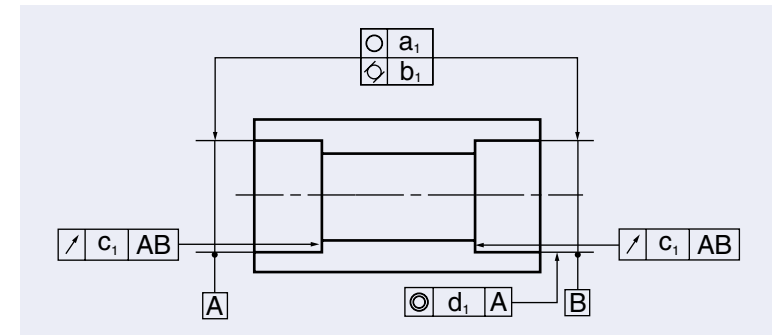 ○ a₁
⌭ b₁
↗ c₁ AB
↗ c₁ AB
A
◎ d₁ A
B